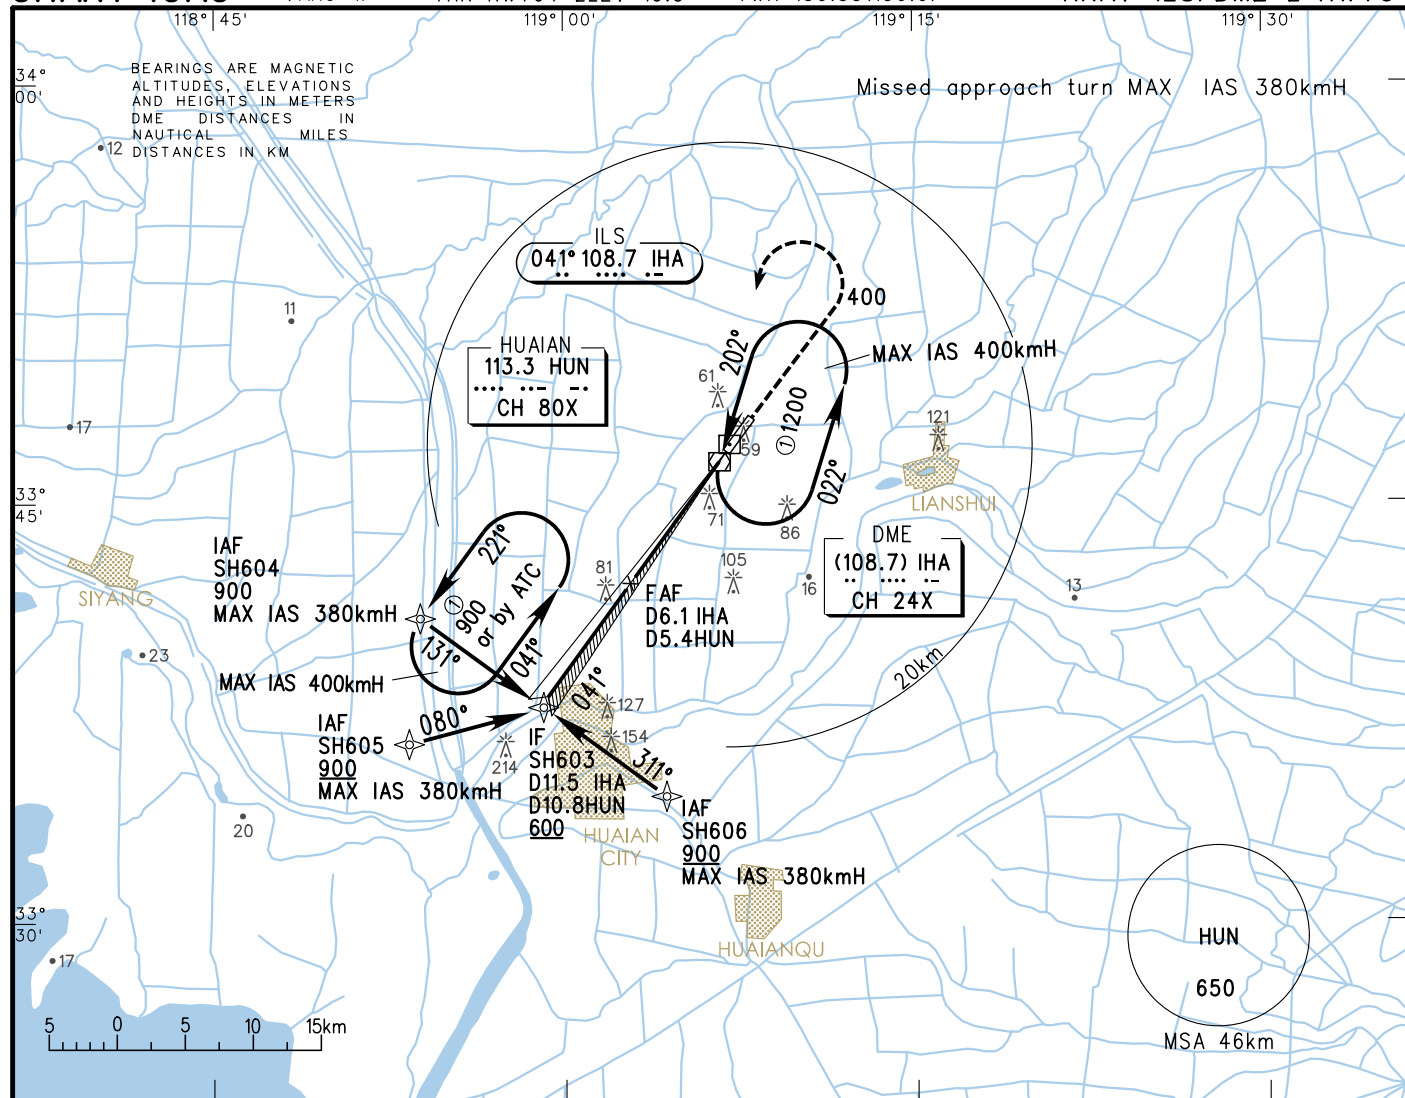 118°45'
119°00'
119°15'
119°30'
34°
00'
BEARINGS ARE MAGNETIC
ALTITUDES, ELEVATIONS
AND HEIGHTS IN METERS
DME DISTANCES IN
NAUTICAL MILES
DISTANCES IN KM
Missed approach turn MAX IAS 380kmH
12
ILS
041° 108.7 IHA
11
400
HUAIAN
113.3 HUN
CH 80X
202°
MAX IAS 400kmH
61
①1200
17
59
121
022°
33°
45'
71
86
LIANSHUI
221°
IAF
SH604
900
MAX IAS 380kmH
①
900
or by ATC
DME
(108.7) IHA
CH 24X
81
105
16
13
SIYANG
FAF
D6.1 IHA
D5.4HUN
131°
041°
23
MAX IAS 400kmH
20km
041°
080°
127
IAF
SH605
900
MAX IAS 380kmH
214
154
IF
SH603
D11.5 IHA
D10.8HUN
600
311°
IAF
SH606
900
MAX IAS 380kmH
20
HUAIAN
CITY
33°
30'
HUAIANQU
17
HUN
650
MSA 46km
5 0 5 10 15km